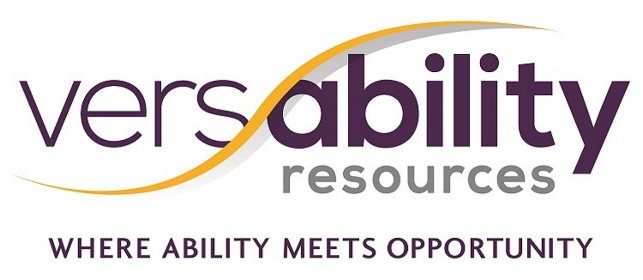 versability
resources
WHERE ABILITY MEETS OPPORTUNITY